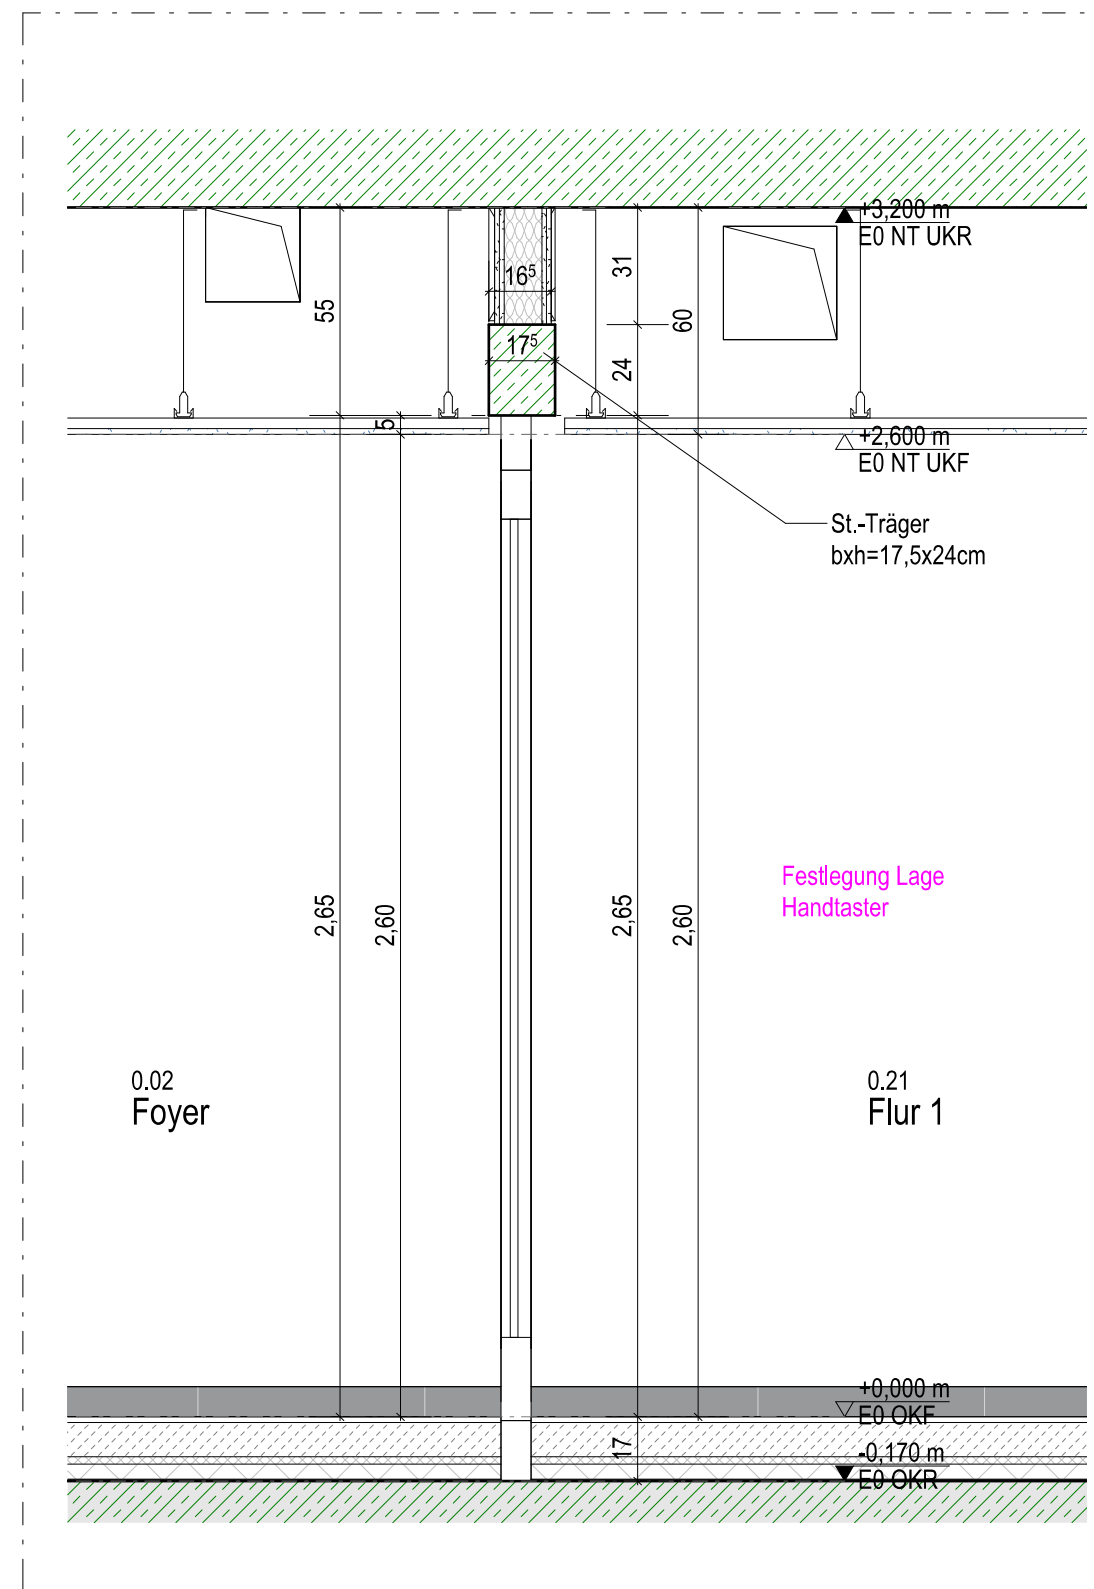 +3,200 m
E0 NT UKR
16⁵
31
55
60
17⁵
24
5
+2,600 m
E0 NT UKF
St.-Träger
bxh=17,5x24cm
Festlegung Lage
Handtaster
2,65
2,60
2,65
2,60
0.02
Foyer
0.21
Flur 1
+0,000 m
E0 OKF
17
-0,170 m
E0 OKR